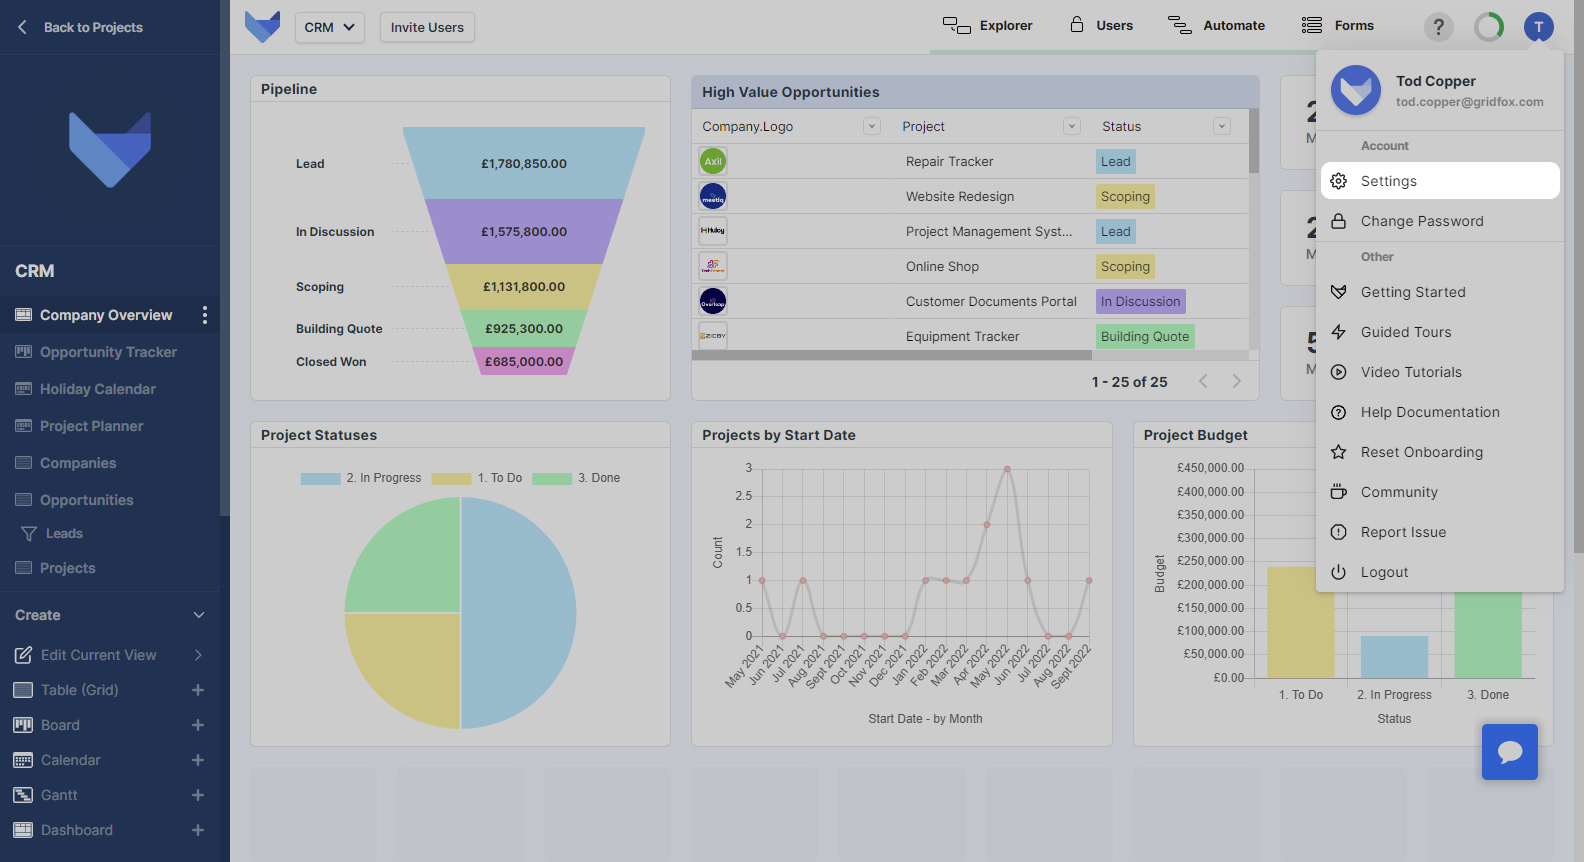 Back to Projects
CRM
Invite Users
Explorer
Users
Automate
Forms
?
T
CRM
Company Overview
Opportunity Tracker
Holiday Calendar
Project Planner
Companies
Opportunities
Leads
Projects
Create
Edit Current View
Table (Grid)
Board
Calendar
Gantt
Dashboard
Pipeline
Lead £1,780,850.00
In Discussion £1,575,800.00
Scoping £1,131,800.00
Building Quote £925,300.00
Closed Won £685,000.00
High Value Opportunities
Company.Logo Project Status
Axil Repair Tracker Lead
meetiq Website Redesign Scoping
Huloy Project Management Syst... Lead
Online Shop Scoping
Overloap Customer Documents Portal In Discussion
ZICBY Equipment Tracker Building Quote
1 - 25 of 25
2
M
2
M
5
M
Project Statuses
2. In Progress 1. To Do 3. Done
Projects by Start Date
3
2.5
2
1.5
1
0.5
0
Count
May 2021
Jun 2021
Jul 2021
Aug 2021
Sept 2021
Oct 2021
Nov 2021
Dec 2021
Jan 2022
Feb 2022
Mar 2022
Apr 2022
May 2022
Jun 2022
Jul 2022
Aug 2022
Sept 2022
Start Date - by Month
Project Budget
£450,000.00
£400,000.00
£350,000.00
£300,000.00
£250,000.00
£200,000.00
£150,000.00
£100,000.00
£50,000.00
£0.00
Budget
1. To Do 2. In Progress 3. Done
Status
Tod Copper
tod.copper@gridfox.com
Account
Settings
Change Password
Other
Getting Started
Guided Tours
Video Tutorials
Help Documentation
Reset Onboarding
Community
Report Issue
Logout